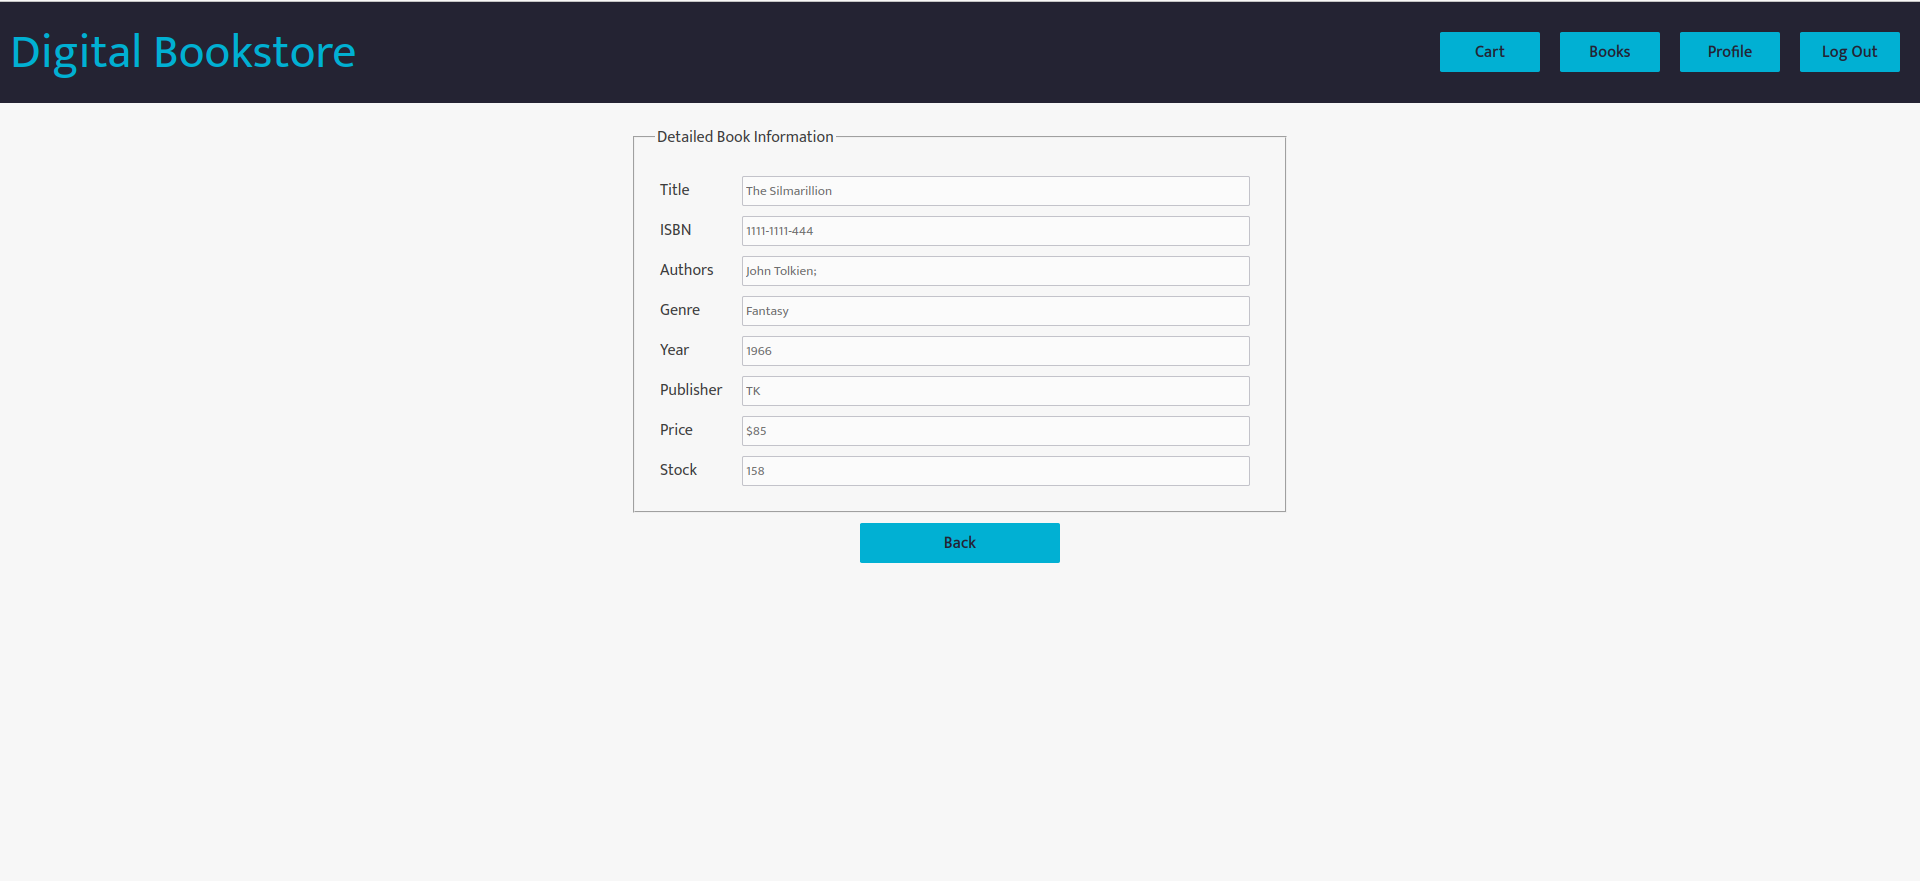 Digital Bookstore
Cart Books Profile Log Out
Detailed Book Information
Title The Silmarillion
ISBN 1111-1111-444
Authors John Tolkien;
Genre Fantasy
Year 1966
Publisher TK
Price $85
Stock 158
Back